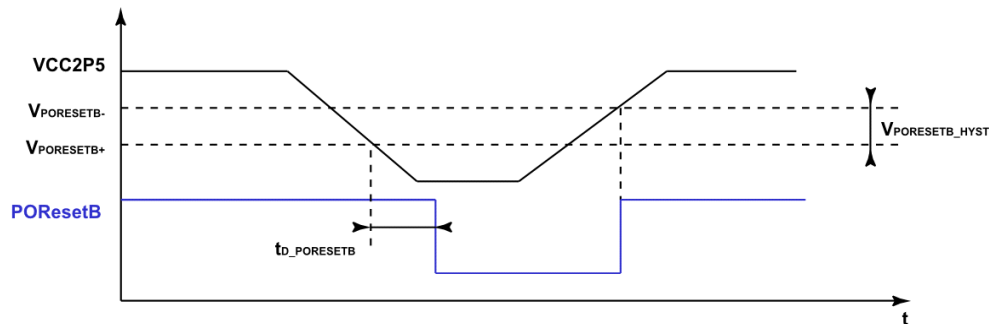 VCC2P5
VPORESETB-
VPORESETB+
VPORESETB_HYST
POResetB
tD_PORESETB
t